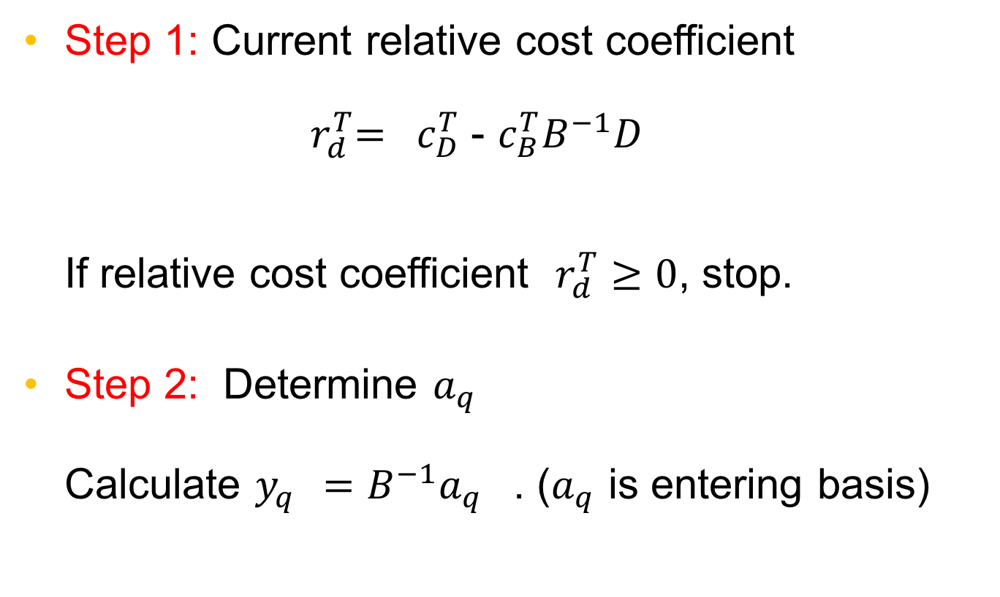 • Step 1: Current relative cost coefficient
$r_d^T = c_D^T - c_B^T B^{-1} D$
If relative cost coefficient $r_d^T \geq 0$, stop.
• Step 2: Determine $a_q$
Calculate $y_q = B^{-1} a_q$ . ($a_q$ is entering basis)